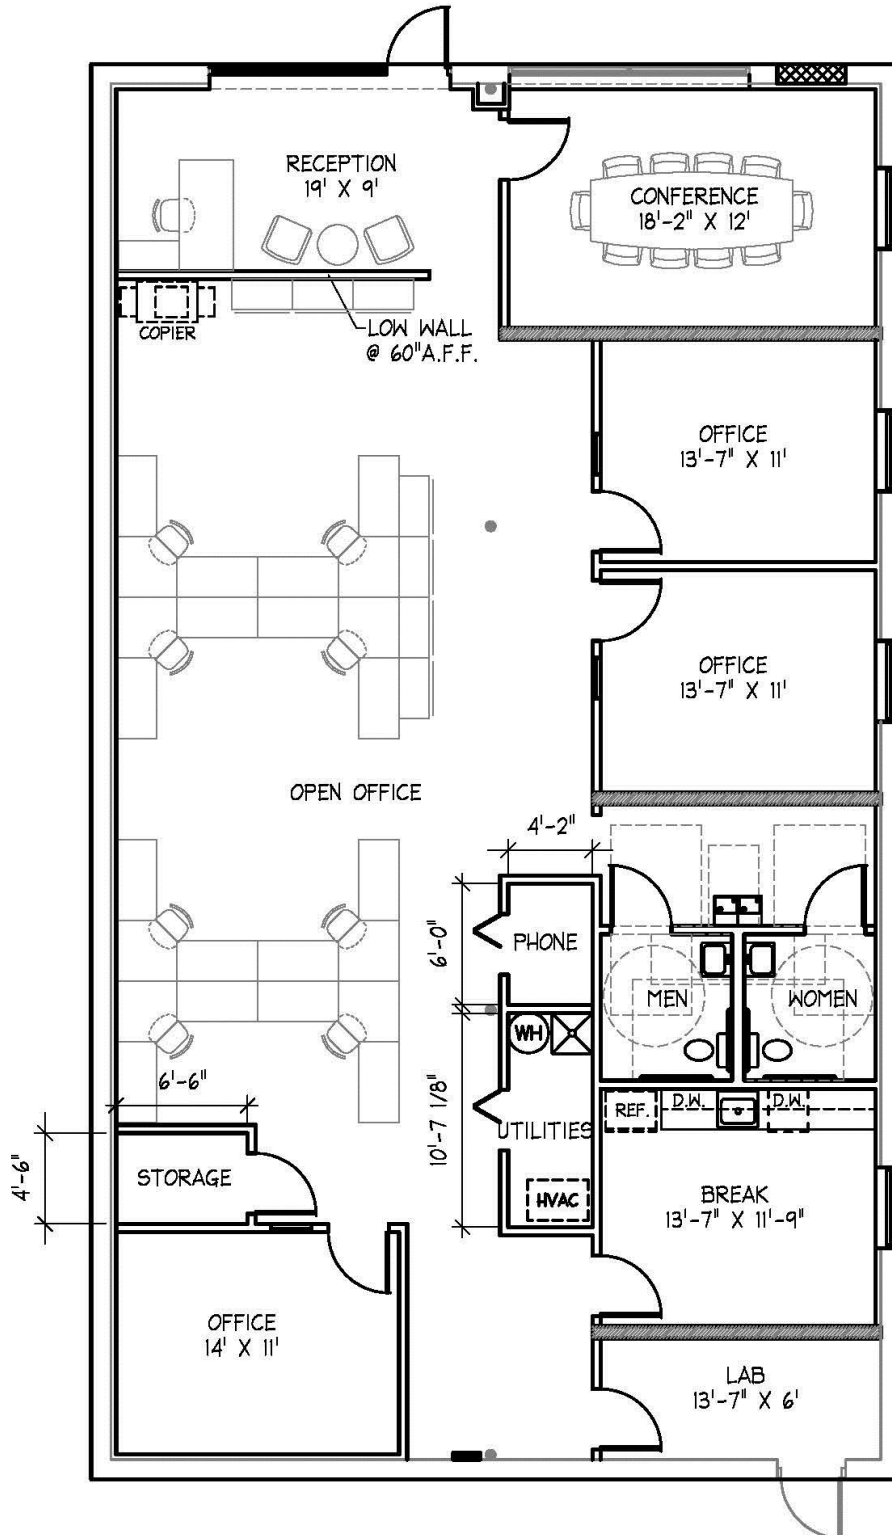 RECEPTION
19' X 9'
CONFERENCE
18'-2" X 12'
COPIER
LOW WALL
@ 60"A.F.F.
OFFICE
13'-7" X 11'
OFFICE
13'-7" X 11'
OPEN OFFICE
4'-2"
6'-0"
PHONE
MEN
WOMEN
WH
6'-6"
10'-7 1/8"
UTILITIES
REF.
D.W.
D.W.
4'-6"
STORAGE
HVAC
BREAK
13'-7" X 11'-9"
OFFICE
14' X 11'
LAB
13'-7" X 6'